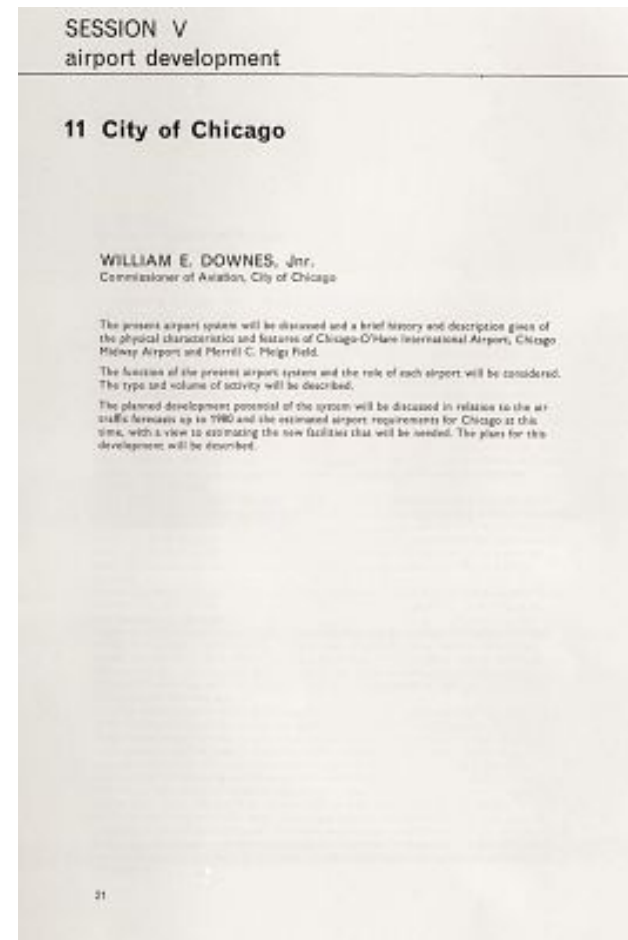 SESSION V
airport development
11 City of Chicago
WILLIAM E. DOWNES, Jnr.
Commissioner of Aviation, City of Chicago
The present airport system will be discussed and a brief history and description given of
the physical characteristics and features of Chicago-O'Hare International Airport, Chicago
Midway Airport and Merrill C. Meigs Field.
The function of the present airport system and the role of each airport will be considered.
The type and volume of activity will be described.
The planned development potential of the system will be discussed in relation to the air
traffic forecasts up to 1980 and the estimated airport requirements for Chicago at this
time, with a view to estimating the new facilities that will be needed. The plans for this
development will be described.
21